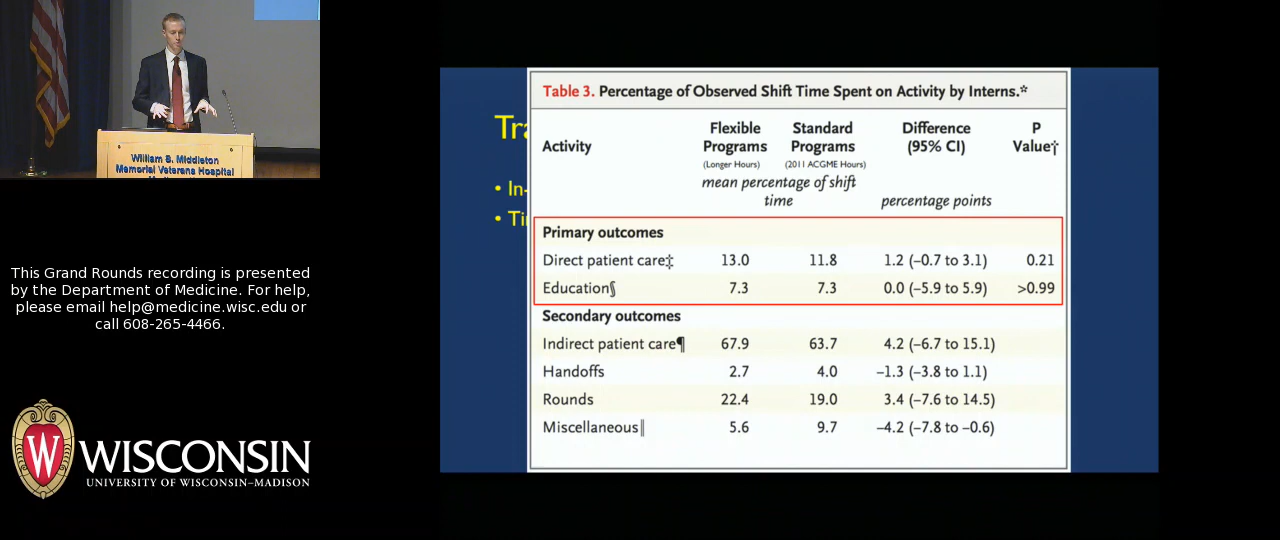 William S. Middleton
Memorial Veterans Hospital
This Grand Rounds recording is presented
by the Department of Medicine. For help,
please email help@medicine.wisc.edu or
call 608-265-4466.
W
WISCONSIN
UNIVERSITY OF WISCONSIN–MADISON
Tra
• In-
• Ti
Table 3. Percentage of Observed Shift Time Spent on Activity by Interns.*
Activity Flexible Programs (Longer Hours) Standard Programs (2011 ACGME Hours) Difference (95% CI) P Value†
mean percentage of shift time percentage points
Primary outcomes
Direct patient care‡ 13.0 11.8 1.2 (–0.7 to 3.1) 0.21
Education§ 7.3 7.3 0.0 (–5.9 to 5.9) >0.99
Secondary outcomes
Indirect patient care¶ 67.9 63.7 4.2 (–6.7 to 15.1)
Handoffs 2.7 4.0 –1.3 (–3.8 to 1.1)
Rounds 22.4 19.0 3.4 (–7.6 to 14.5)
Miscellaneous‖ 5.6 9.7 –4.2 (–7.8 to –0.6)